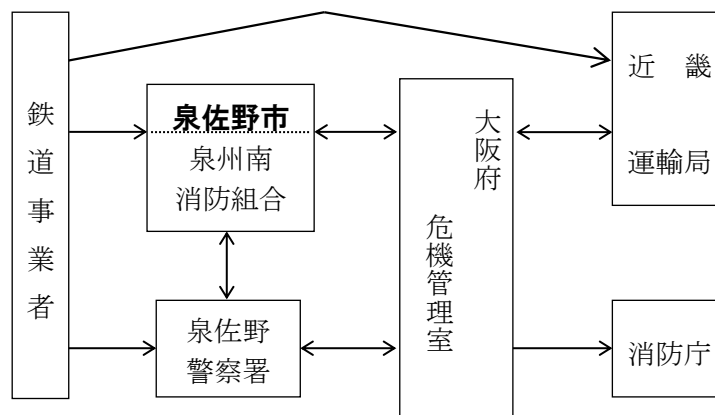 鉄道事業者
泉佐野市
泉州南
消防組合
泉佐野
警察署
大阪府
危機管理室
近　畿
運輸局
消防庁